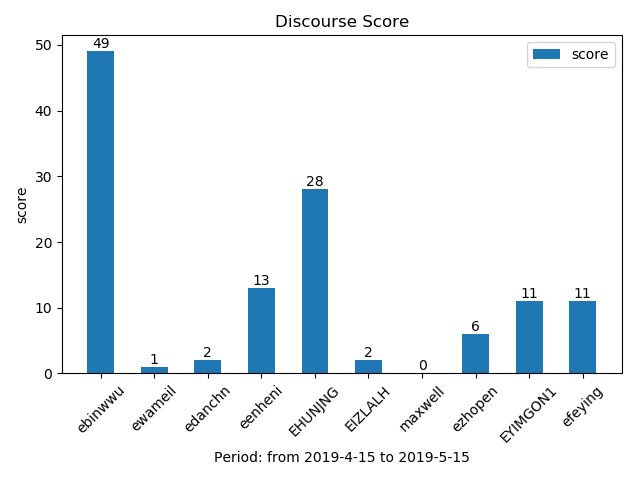 Discourse Score
score
50
40
30
20
10
0
score
49
1
2
13
28
2
0
6
11
11
ebinwwu
ewameil
edanchn
eenheni
EHUNJNG
EIZLALH
maxwell
ezhopen
EYIMGON1
efeying
Period: from 2019-4-15 to 2019-5-15